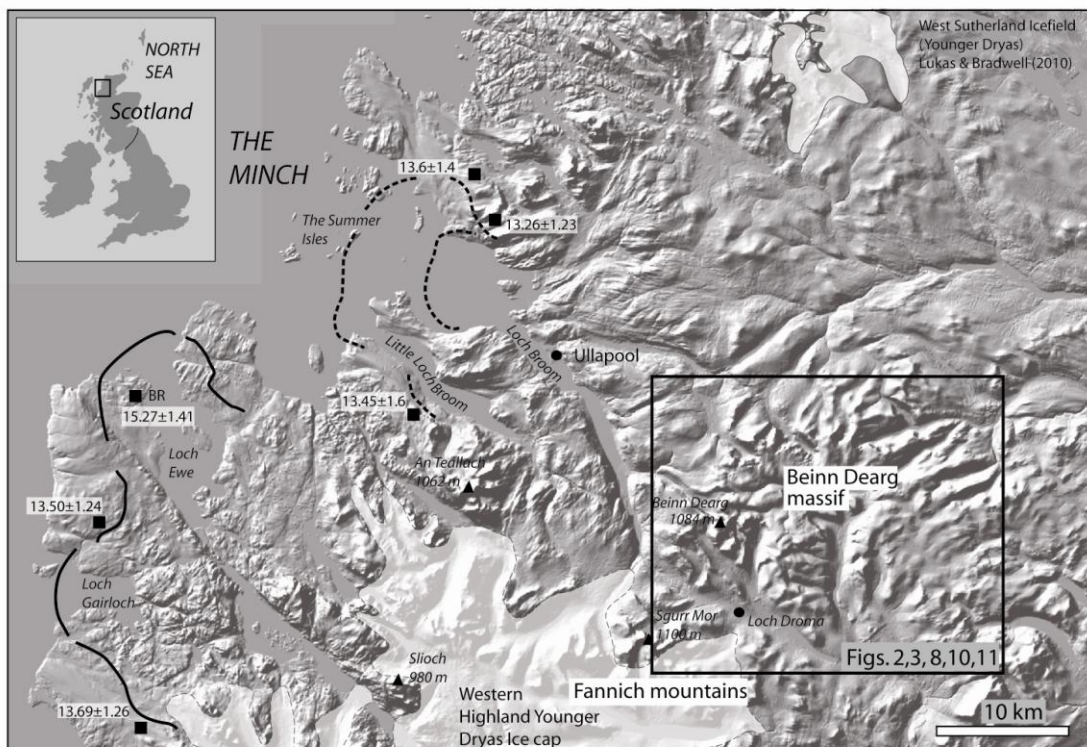 NORTH
SEA
Scotland
THE
MINCH
West Sutherland Icefield
(Younger Dryas)
Lukas & Bradwell (2010)
13.6±1.4
13.26±1.23
The Summer
Isles
Loch Broom
Ullapool
Little Loch Broom
13.45±1.6
BR
15.27±1.41
Loch
Ewe
An Teallach
1062 m
Beinn Dearg
massif
Beinn Dearg
1084 m
13.50±1.24
Loch
Gairloch
Sgurr Mor
1100 m
Loch Droma
Figs. 2,3, 8,10,11
Slioch
980 m
Fannich mountains
Western
Highland Younger
Dryas Ice cap
13.69±1.26
10 km